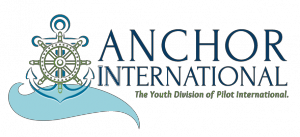 ANCHOR
INTERNATIONAL
The Youth Division of Pilot International.